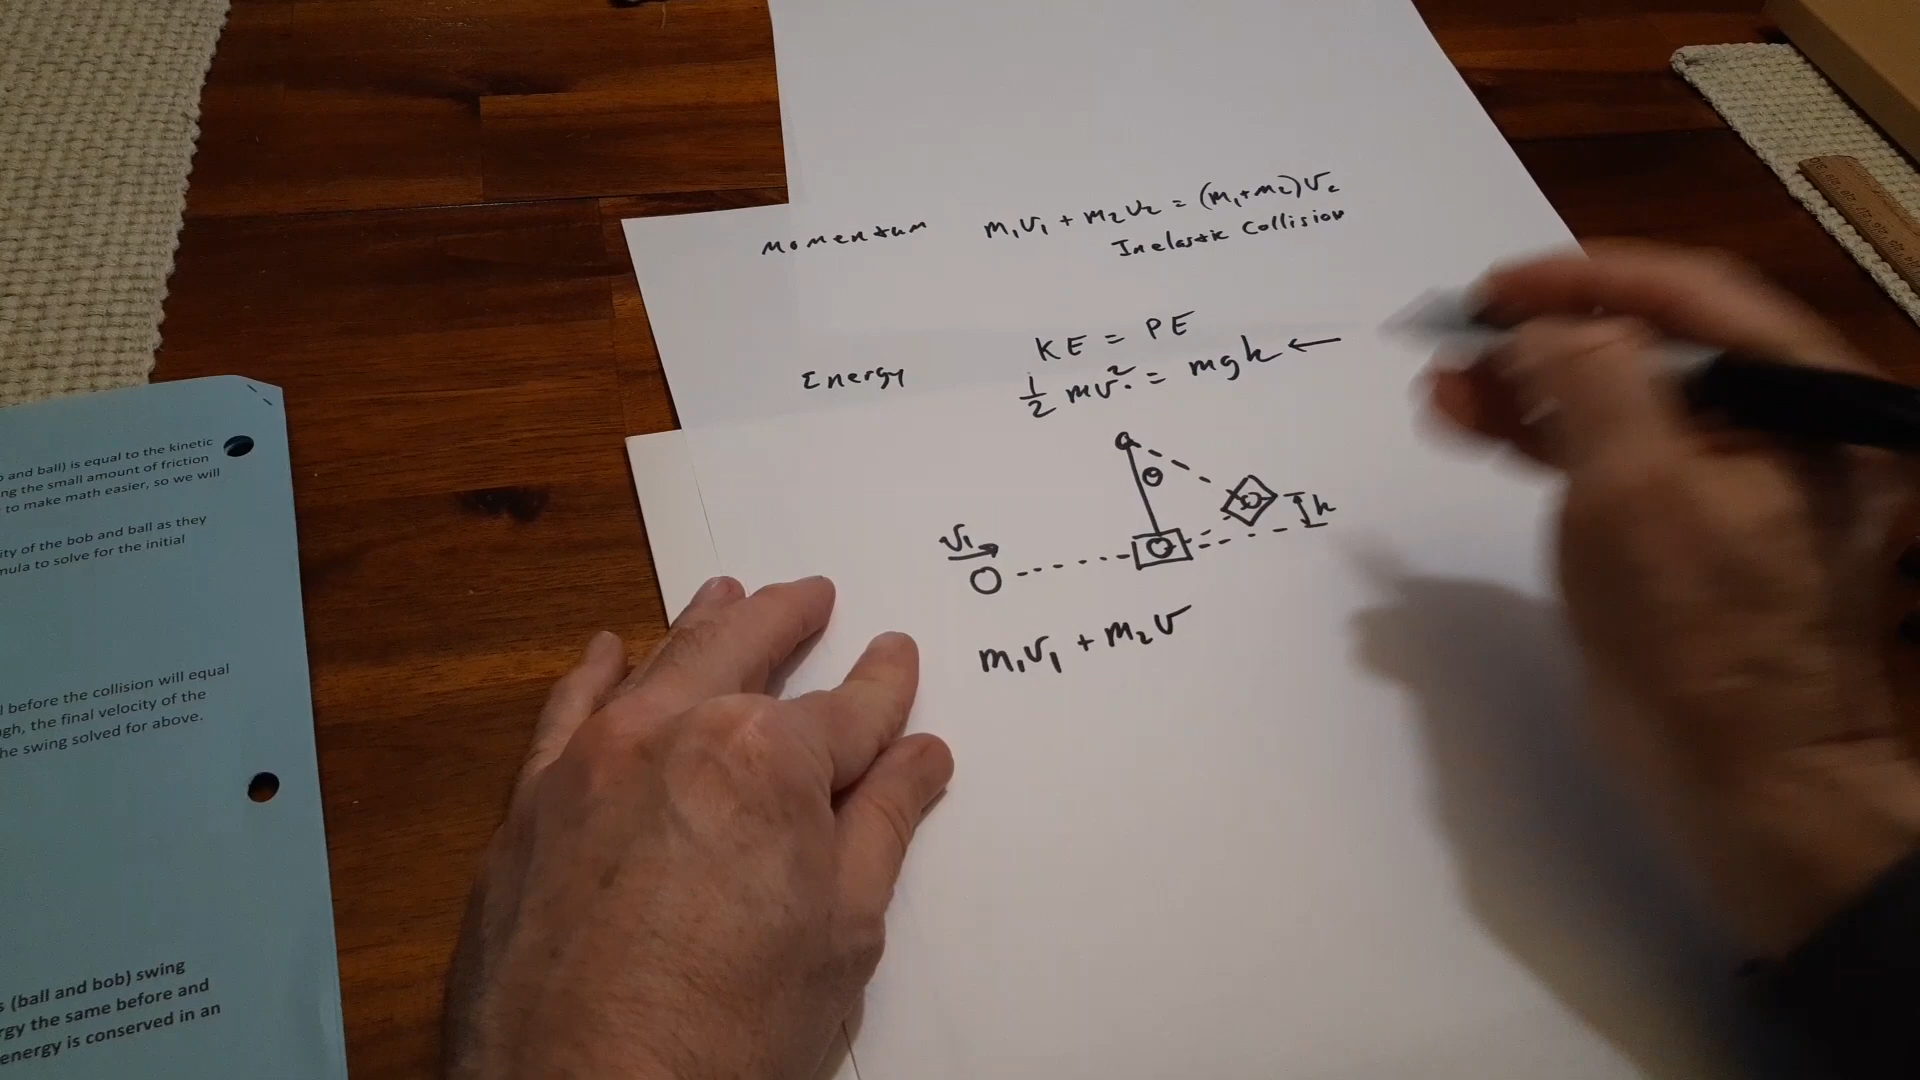 and ball) is equal to the kinetic
ng the small amount of friction
to make math easier, so we will
ity of the bob and ball as they
mula to solve for the initial
l before the collision will equal
ugh, the final velocity of the
he swing solved for above.
s (ball and bob) swing
rgy the same before and
energy is conserved in an
Momentum m₁v₁ + m₂v₂ = (m₁+m₂)v
Inelastic Collision
KE = PE
Energy ½ mv² = mgh ←
θ
h
v₁
m₁v₁ + m₂v